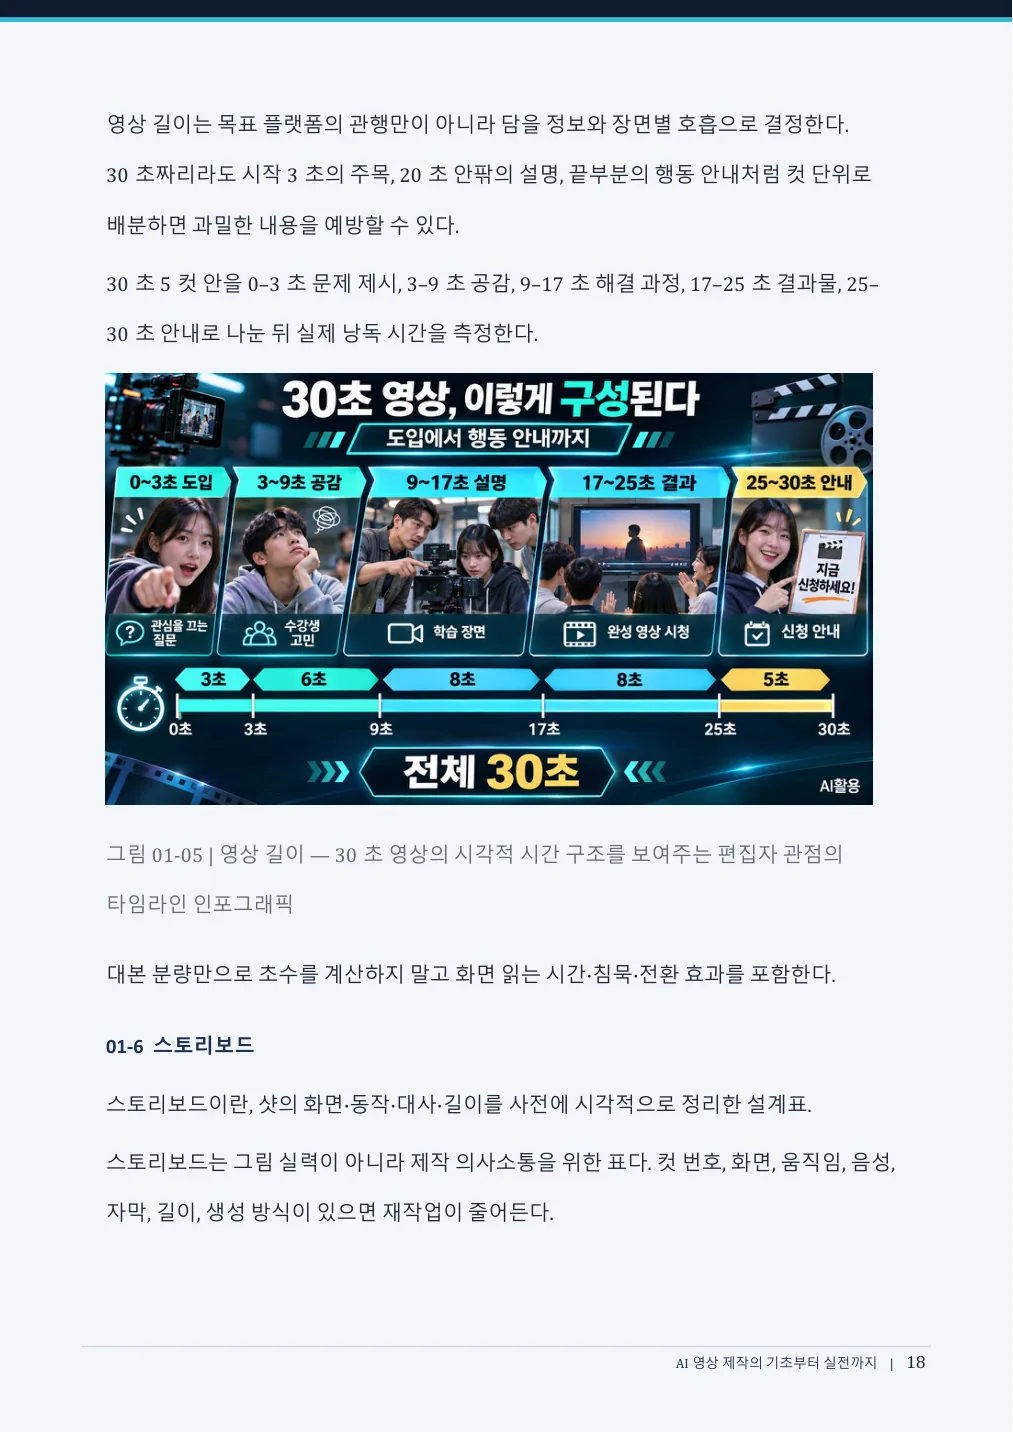 영상 길이는 목표 플랫폼의 관행만이 아니라 담을 정보와 장면별 호흡으로 결정한다.
30 초짜리라도 시작 3 초의 주목, 20 초 안팎의 설명, 끝부분의 행동 안내처럼 컷 단위로
배분하면 과밀한 내용을 예방할 수 있다.
30 초 5 컷 안을 0–3 초 문제 제시, 3–9 초 공감, 9–17 초 해결 과정, 17–25 초 결과물, 25–
30 초 안내로 나눈 뒤 실제 낭독 시간을 측정한다.
30초 영상, 이렇게 구성된다
도입에서 행동 안내까지
0~3초 도입
3~9초 공감
9~17초 설명
17~25초 결과
25~30초 안내
지금
신청하세요!
관심을 끄는
질문
수강생
고민
학습 장면
완성 영상 시청
신청 안내
3초
6초
8초
8초
5초
0초
3초
9초
17초
25초
30초
전체 30초
AI활용
그림 01-05 | 영상 길이 — 30 초 영상의 시각적 시간 구조를 보여주는 편집자 관점의
타임라인 인포그래픽
대본 분량만으로 초수를 계산하지 말고 화면 읽는 시간·침묵·전환 효과를 포함한다.
01-6 스토리보드
스토리보드이란, 샷의 화면·동작·대사·길이를 사전에 시각적으로 정리한 설계표.
스토리보드는 그림 실력이 아니라 제작 의사소통을 위한 표다. 컷 번호, 화면, 움직임, 음성,
자막, 길이, 생성 방식이 있으면 재작업이 줄어든다.
AI 영상 제작의 기초부터 실전까지 | 18